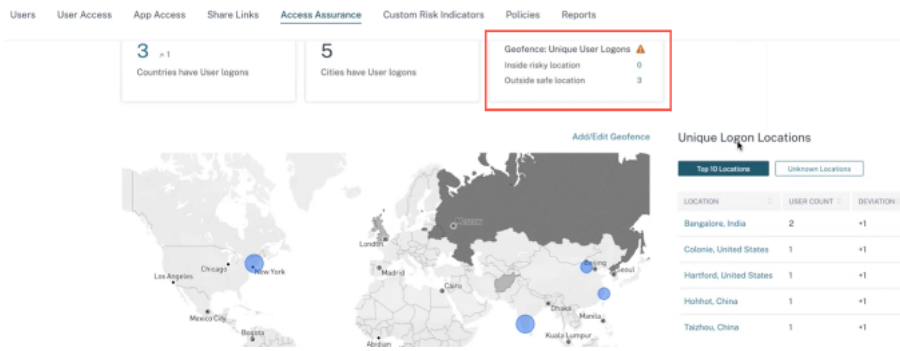 Users User Access App Access Share Links Access Assurance Custom Risk Indicators Policies Reports
3 ↗ 1
Countries have User logons
5
Cities have User logons
Geofence: Unique User Logons
Inside risky location 0
Outside safe location 3
Add/Edit Geofence
Unique Logon Locations
Top 10 Locations Unknown Locations
LOCATION USER COUNT DEVIATION
Bangalore, India 2 +1
Colonie, United States 1 +1
Hartford, United States 1 +1
Hohhot, China 1 +1
Taizhou, China 1 +1
Moscow
London
Chicago
New York
Los Angeles
Madrid
Beijing
Seoul
Cairo
Mexico City
Dhaka
Manila
Bogota
Kuala Lumpur
Abidjan